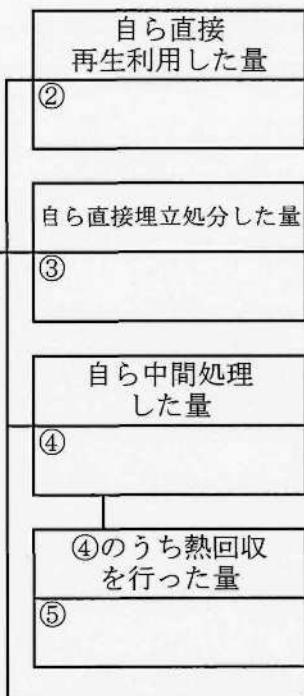 自ら直接
再生利用した量
②
自ら直接埋立処分した量
③
自ら中間処理
した量
④
④のうち熱回収
を行った量
⑤